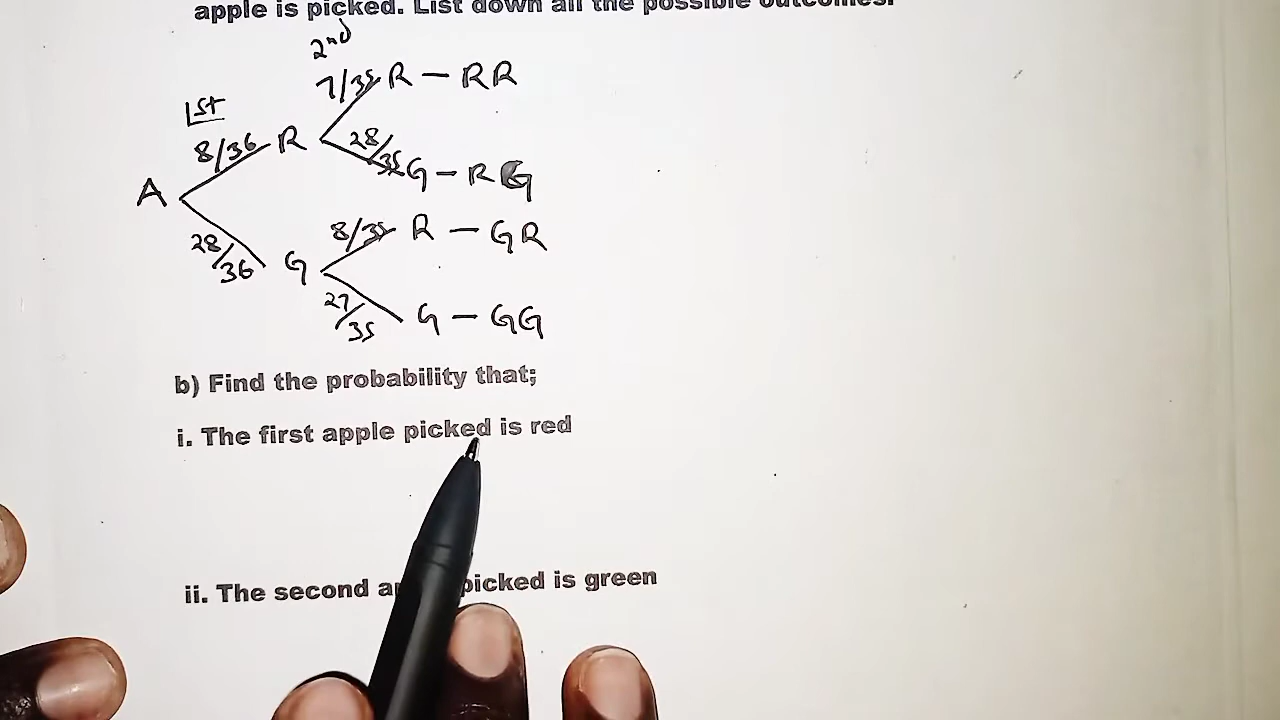 apple is picked. List down all the possible outcomes.
2nd
1st
7/35 R – RR
8/36 R
28/35 G – RG
A
8/35 R – GR
28/36 G
27/35 G – GG
b) Find the probability that;
i. The first apple picked is red
ii. The second a picked is green